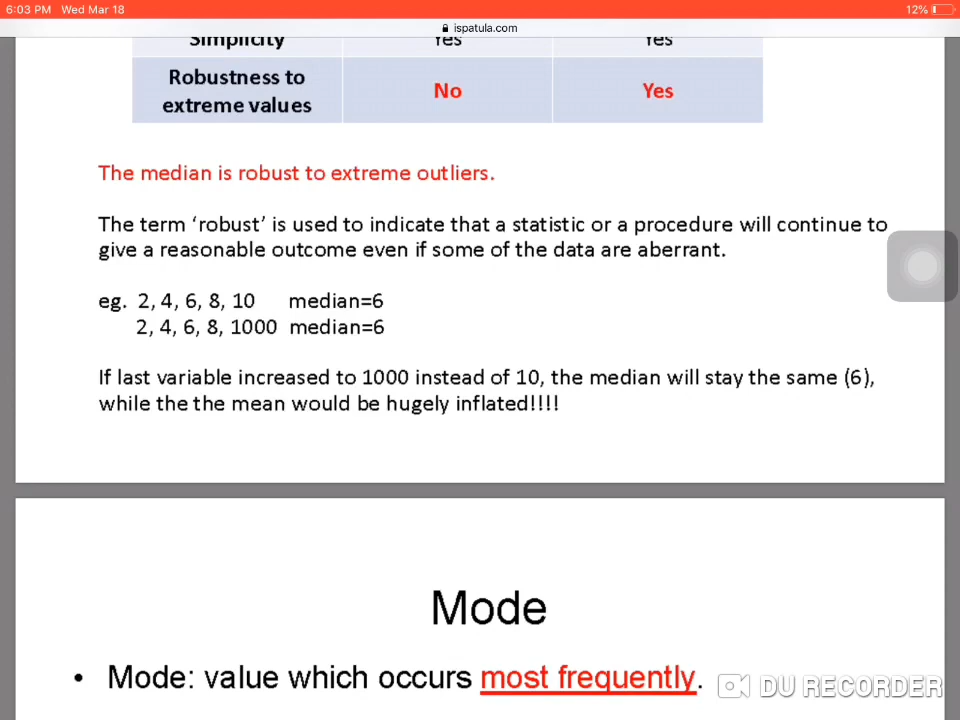 6:03 PM Wed Mar 18
12%
ispatula.com
Simplicity Yes Yes
Robustness to
extreme values No Yes
The median is robust to extreme outliers.
The term ‘robust’ is used to indicate that a statistic or a procedure will continue to
give a reasonable outcome even if some of the data are aberrant.
eg. 2, 4, 6, 8, 10 median=6
2, 4, 6, 8, 1000 median=6
If last variable increased to 1000 instead of 10, the median will stay the same (6),
while the the mean would be hugely inflated!!!!
Mode
• Mode: value which occurs most frequently.
DU RECORDER